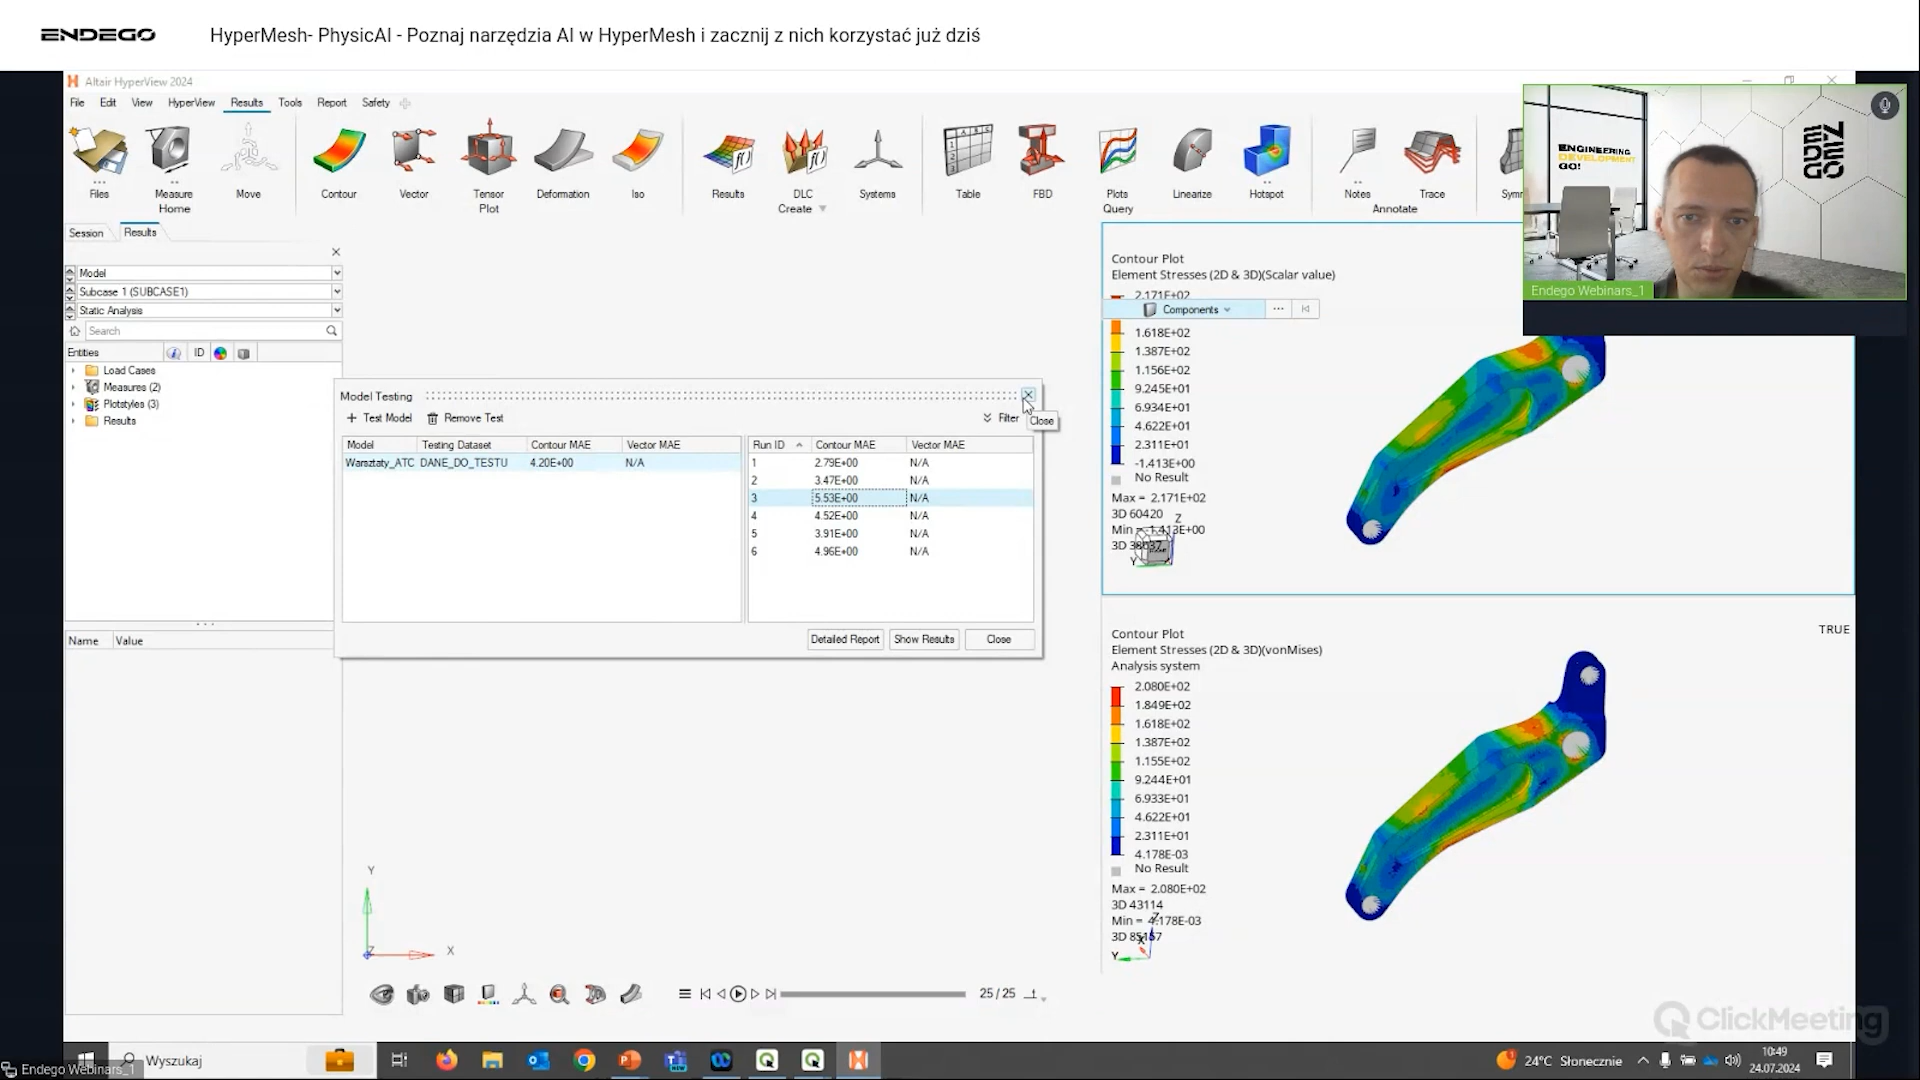 ENDEGO
HyperMesh- PhysicAI - Poznaj narzędzia AI w HyperMesh i zacznij z nich korzystać już dziś
Altair HyperView 2024
File Edit View HyperView Results Tools Report Safety
Files Measure Move Contour Vector Tensor Deformation Iso Results DLC Systems Table FBD Plots Linearize Hotspot Notes Trace
Home Plot Create Query Annotate
ENGINEERING
DEVELOPMENT
GO!
Endego Webinars_1
Session Results
Model
Subcase 1 (SUBCASE1)
Static Analysis
Search
Entities ID
Load Cases
Measures (2)
Plotstyles (3)
Results
Name Value
Model Testing
Test Model Remove Test Filter
Close
Model Testing Dataset Contour MAE Vector MAE
Warsztaty_ATC DANE_DO_TESTU 4.20E+00 N/A
Run ID Contour MAE Vector MAE
1 2.79E+00 N/A
2 3.47E+00 N/A
3 5.53E+00 N/A
4 4.52E+00 N/A
5 3.91E+00 N/A
6 4.96E+00 N/A
Detailed Report Show Results Close
Contour Plot
Element Stresses (2D & 3D)(Scalar value)
2.171E+02
Components
1.618E+02
1.387E+02
1.156E+02
9.245E+01
6.934E+01
4.622E+01
2.311E+01
-1.413E+00
No Result
Max = 2.171E+02
3D 60420
Min = -1.413E+00
3D 38037
Z
Y
Contour Plot
Element Stresses (2D & 3D)(vonMises)
Analysis system
TRUE
2.080E+02
1.849E+02
1.618E+02
1.387E+02
1.155E+02
9.244E+01
6.933E+01
4.622E+01
2.311E+01
4.178E-03
No Result
Max = 2.080E+02
3D 43114
Min = 4.178E-03
Z
X
Y
Y
Z
X
25 / 25
ClickMeeting
Wyszukaj
24°C Słonecznie
10:49
24.07.2024
Endego Webinars_1